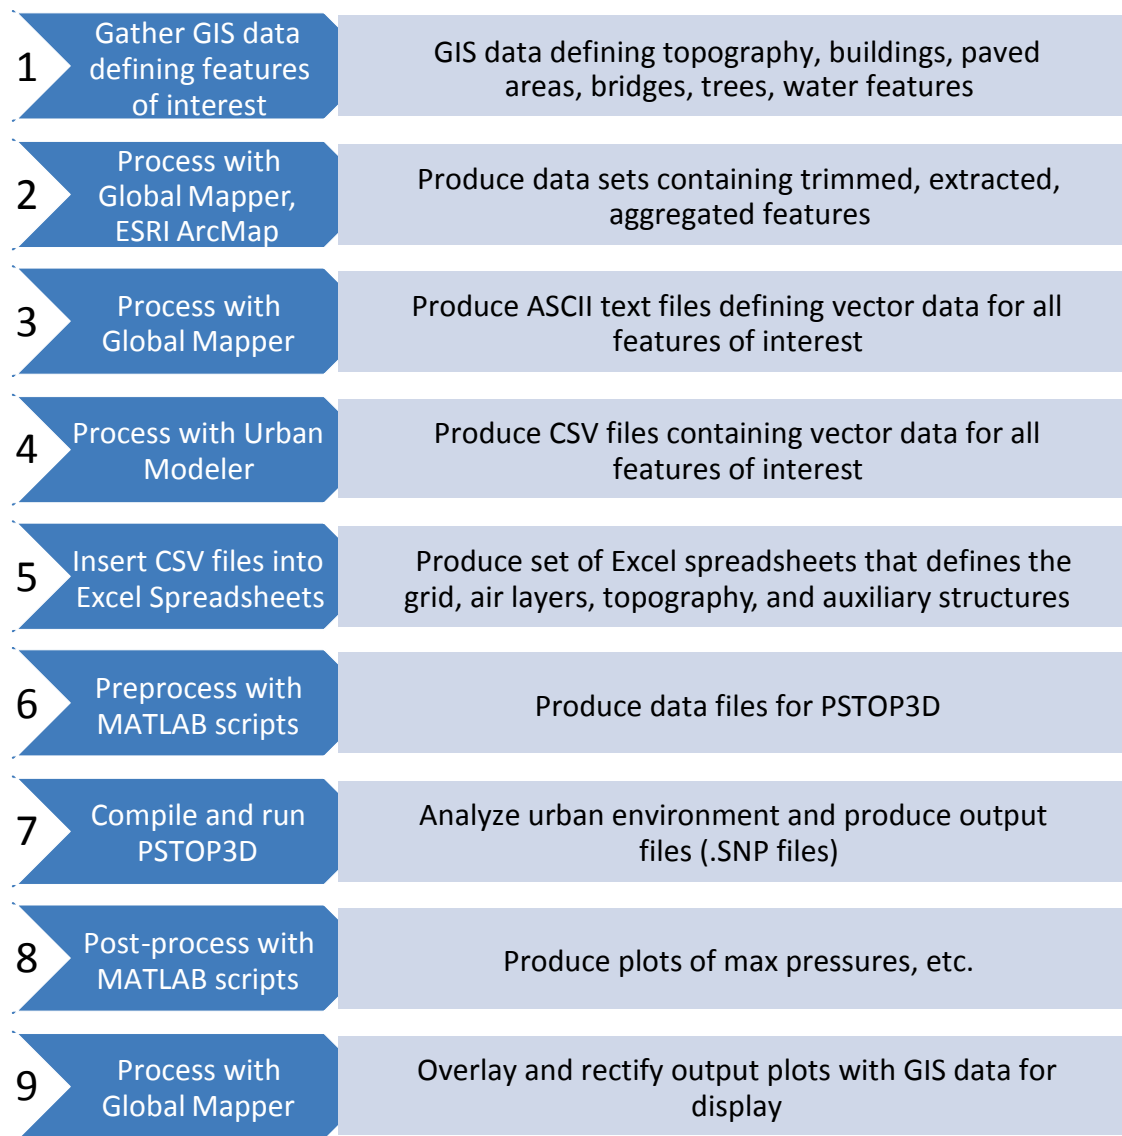 1
Gather GIS data
defining features
of interest
GIS data defining topography, buildings, paved
areas, bridges, trees, water features
2
Process with
Global Mapper,
ESRI ArcMap
Produce data sets containing trimmed, extracted,
aggregated features
3
Process with
Global Mapper
Produce ASCII text files defining vector data for all
features of interest
4
Process with Urban
Modeler
Produce CSV files containing vector data for all
features of interest
5
Insert CSV files into
Excel Spreadsheets
Produce set of Excel spreadsheets that defines the
grid, air layers, topography, and auxiliary structures
6
Preprocess with
MATLAB scripts
Produce data files for PSTOP3D
7
Compile and run
PSTOP3D
Analyze urban environment and produce output
files (.SNP files)
8
Post-process with
MATLAB scripts
Produce plots of max pressures, etc.
9
Process with
Global Mapper
Overlay and rectify output plots with GIS data for
display